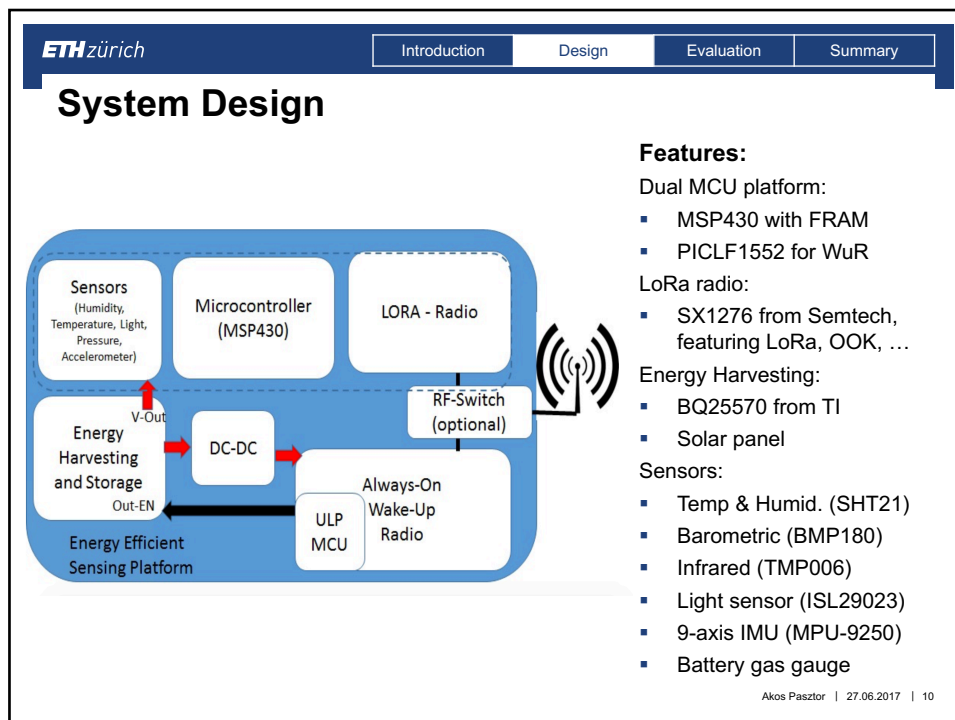 ETH zürich
Introduction
Design
Evaluation
Summary
System Design
Sensors
(Humidity,
Temperature, Light,
Pressure,
Accelerometer)
Microcontroller
(MSP430)
LORA - Radio
V-Out
Energy
Harvesting
and Storage
Out-EN
DC-DC
RF-Switch
(optional)
Always-On
Wake-Up
Radio
ULP
MCU
Energy Efficient
Sensing Platform
Features:
Dual MCU platform:
▪ MSP430 with FRAM
▪ PICLF1552 for WuR
LoRa radio:
▪ SX1276 from Semtech,
featuring LoRa, OOK, …
Energy Harvesting:
▪ BQ25570 from TI
▪ Solar panel
Sensors:
▪ Temp & Humid. (SHT21)
▪ Barometric (BMP180)
▪ Infrared (TMP006)
▪ Light sensor (ISL29023)
▪ 9-axis IMU (MPU-9250)
▪ Battery gas gauge
Akos Pasztor | 27.06.2017 | 10